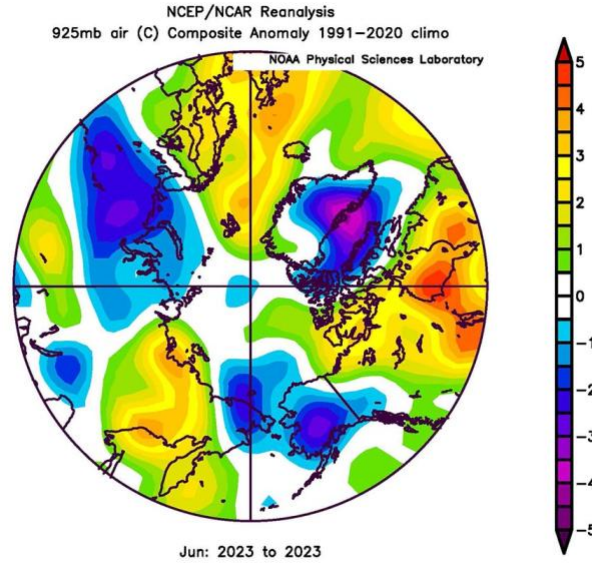 NCEP/NCAR Reanalysis
925mb air (C) Composite Anomaly 1991-2020 climo
NOAA Physical Sciences Laboratory
5
4
3
2
1
0
-1
-2
-3
-4
-5
Jun: 2023 to 2023